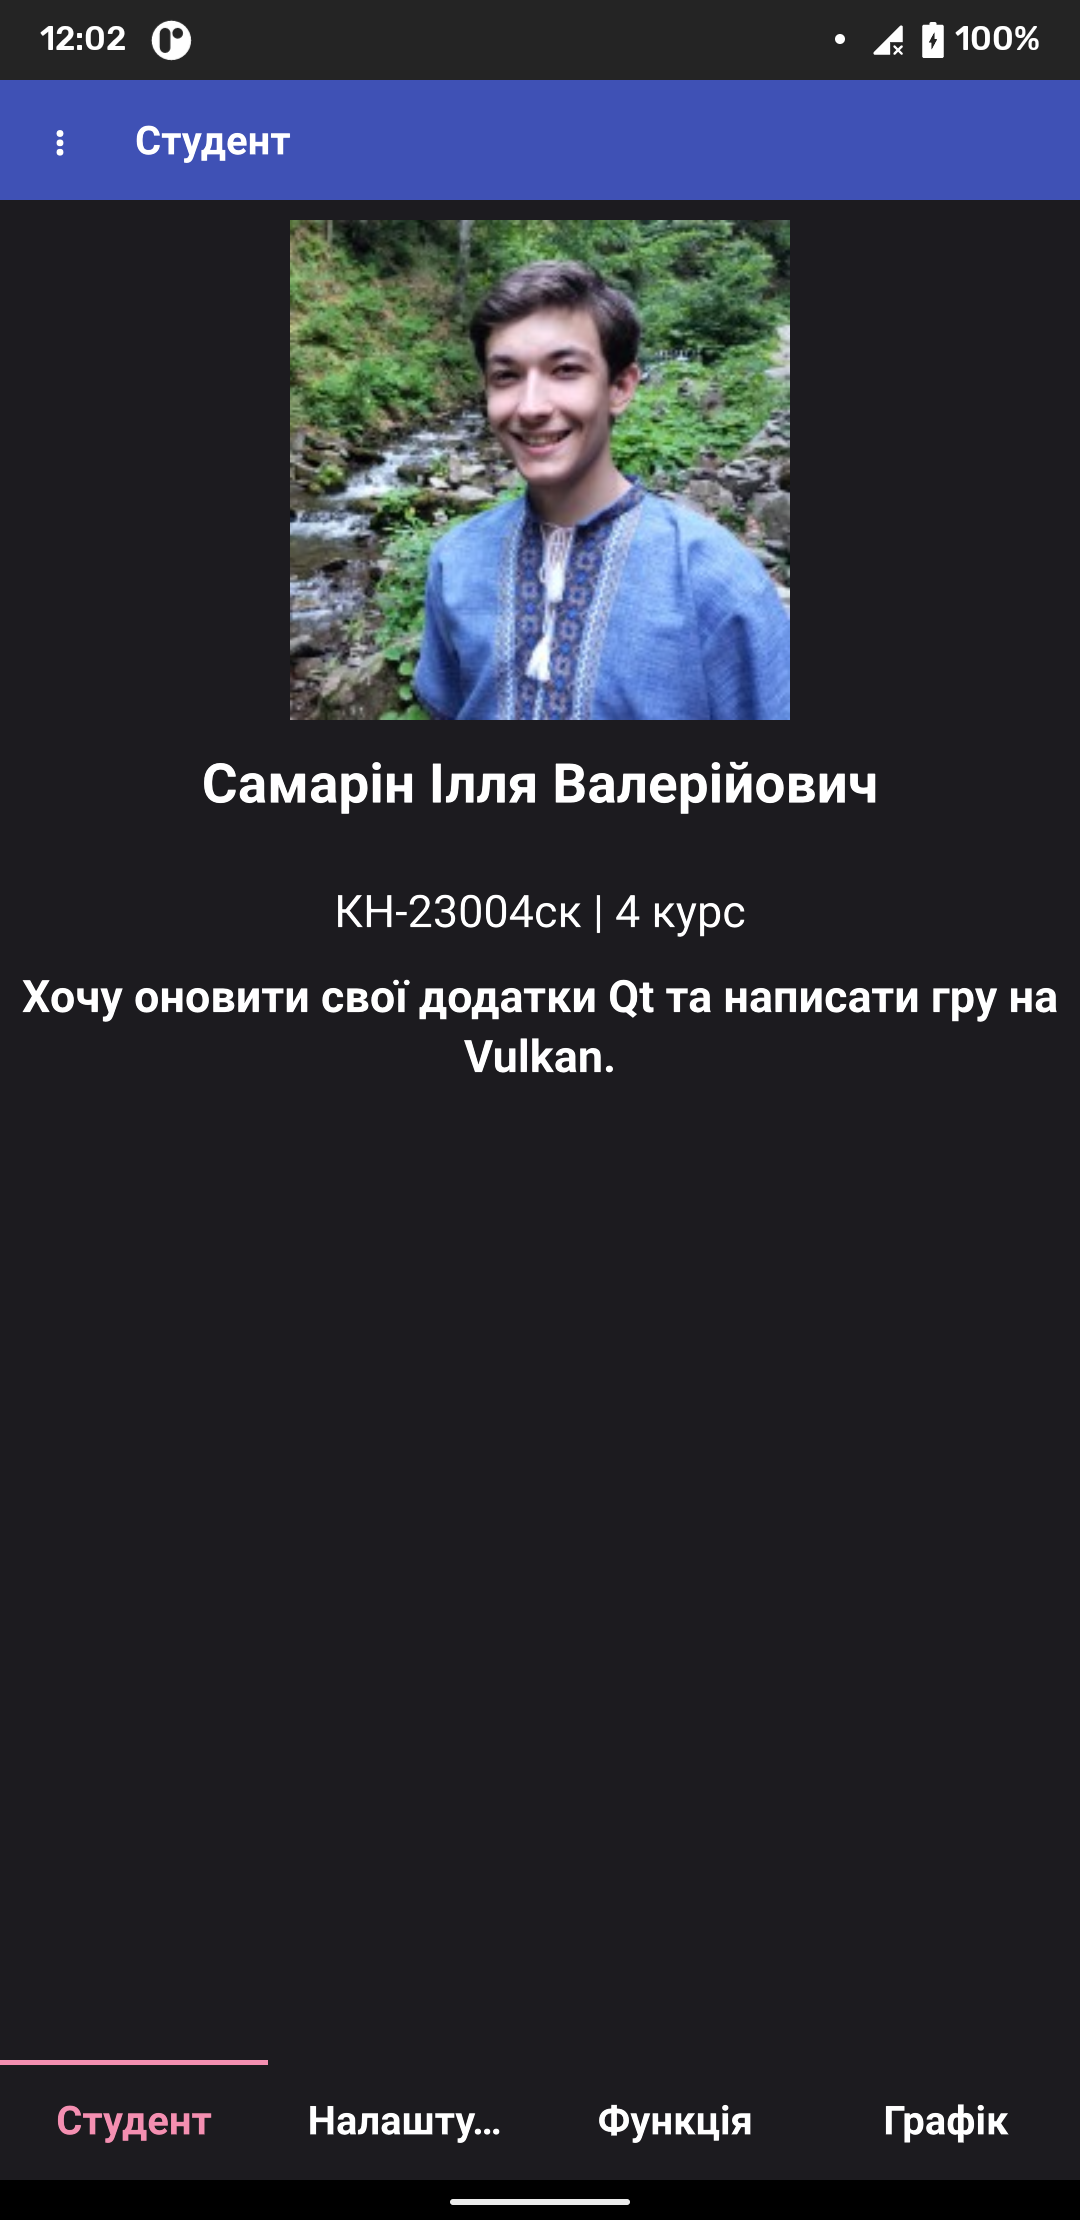 12:02
100%
Студент
Самарін Ілля Валерійович
КН-23004ск | 4 курс
Хочу оновити свої додатки Qt та написати гру на
Vulkan.
Студент
Налашту...
Функція
Графік